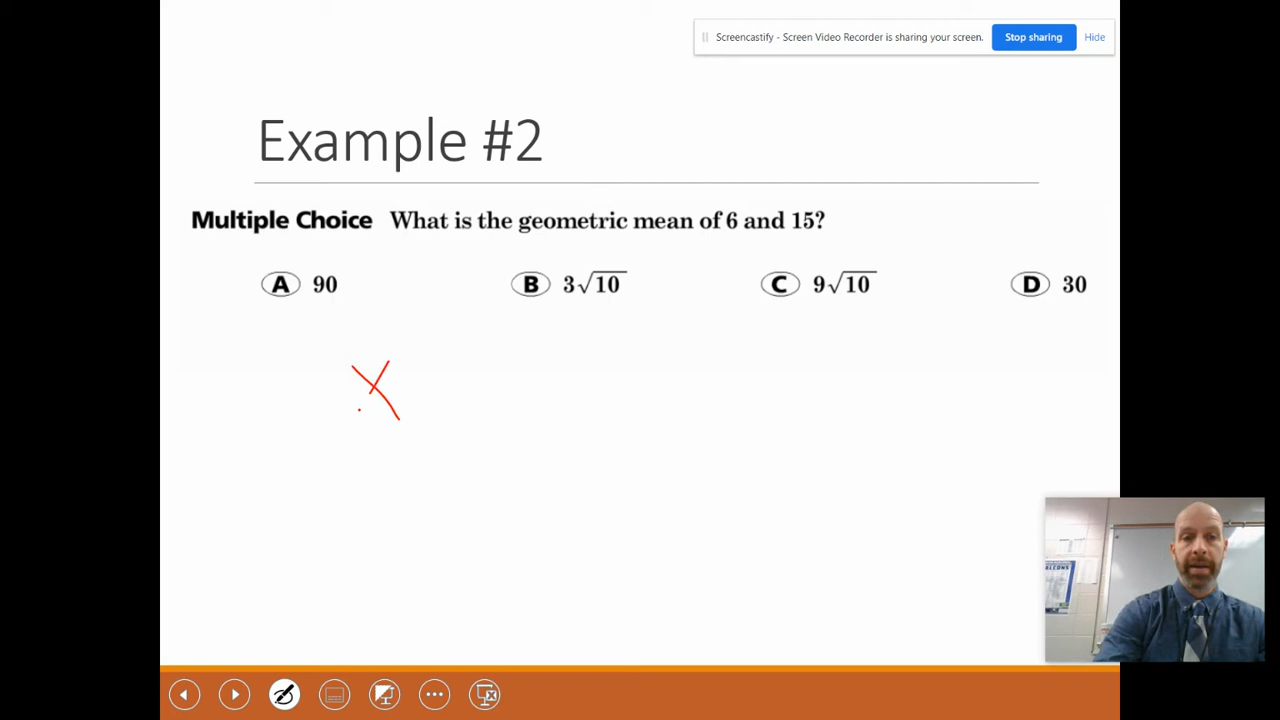 Screencastify - Screen Video Recorder is sharing your screen. Stop sharing Hide
Example #2
Multiple Choice What is the geometric mean of 6 and 15?
A 90 B 3√10 C 9√10 D 30
x